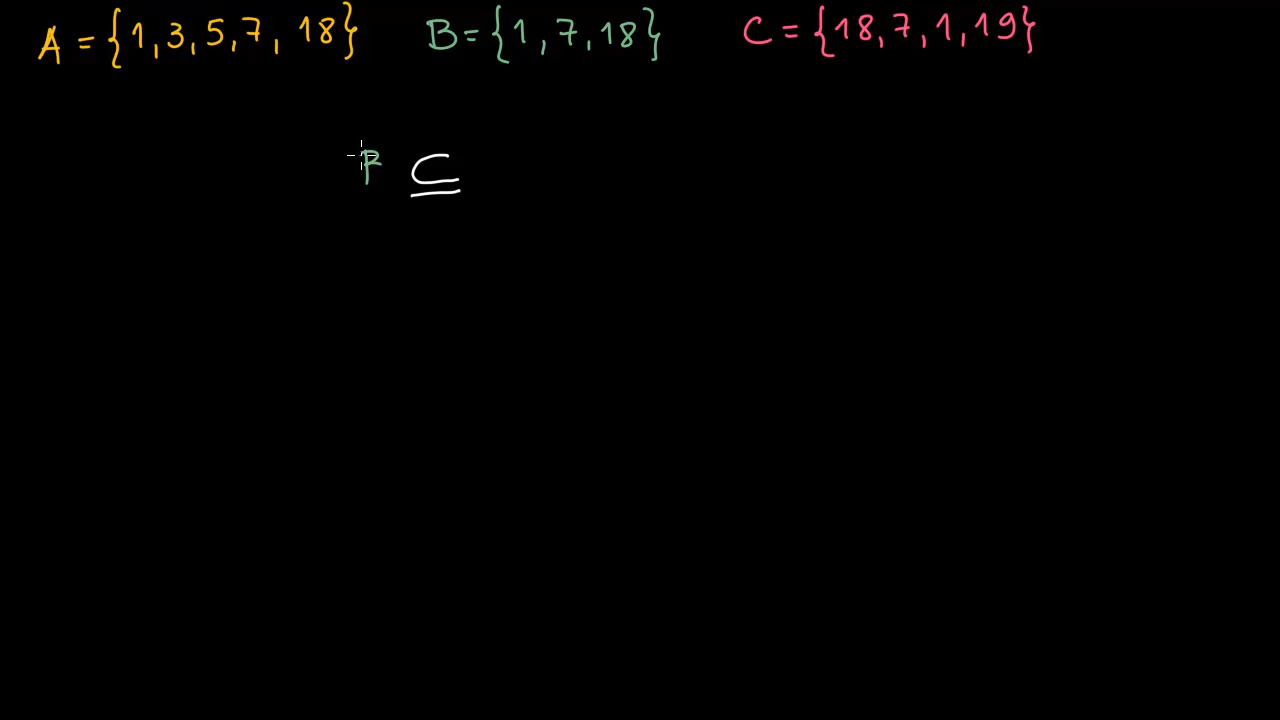 A = {1, 3, 5, 7, 18} B = {1, 7, 18} C = {18, 7, 1, 19}
⊆